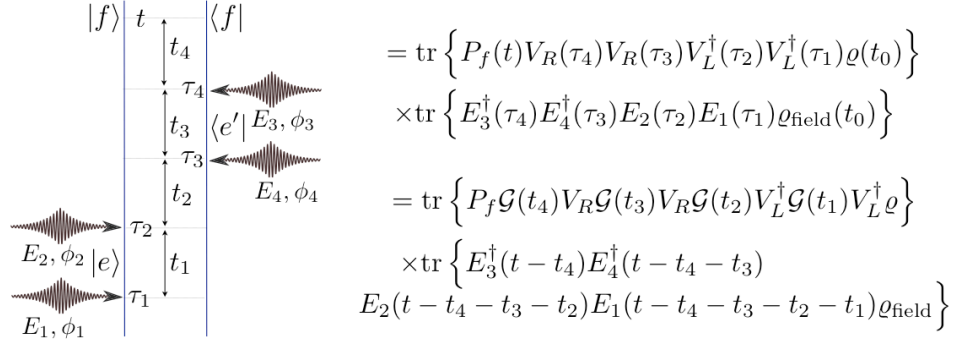 |f⟩ t ⟨f|
t₄
τ₄
E₃, ϕ₃
t₃ ⟨e′|
τ₃
E₄, ϕ₄
t₂
τ₂
E₂, ϕ₂ |e⟩ t₁
τ₁
E₁, ϕ₁
= tr {P_f(t)V_R(τ₄)V_R(τ₃)V_L^†(τ₂)V_L^†(τ₁)ϱ(t₀)}
×tr {E₃^†(τ₄)E₄^†(τ₃)E₂(τ₂)E₁(τ₁)ϱ_field(t₀)}
= tr {P_f𝒢(t₄)V_R𝒢(t₃)V_R𝒢(t₂)V_L^†𝒢(t₁)V_L^†ϱ}
×tr {E₃^†(t − t₄)E₄^†(t − t₄ − t₃)
E₂(t − t₄ − t₃ − t₂)E₁(t − t₄ − t₃ − t₂ − t₁)ϱ_field}